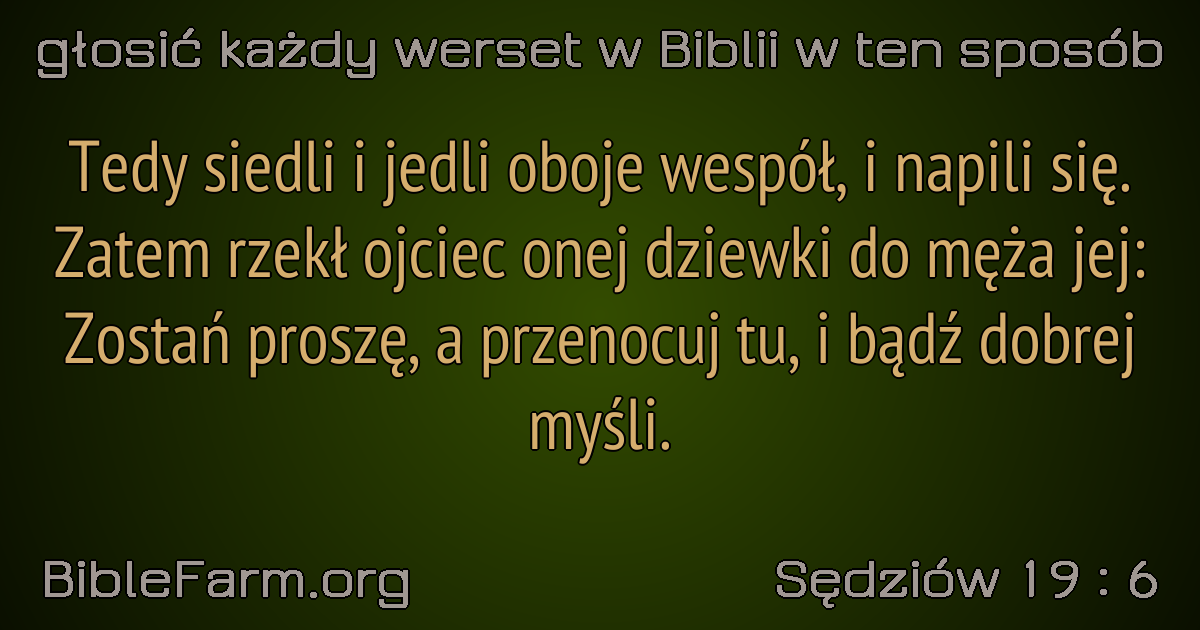 głosić każdy werset w Biblii w ten sposób
Tedy siedli i jedli oboje wespół, i napili się.
Zatem rzekł ojciec onej dziewki do męża jej:
Zostań proszę, a przenocuj tu, i bądź dobrej
myśli.
BibleFarm.org
Sędziów 19 : 6